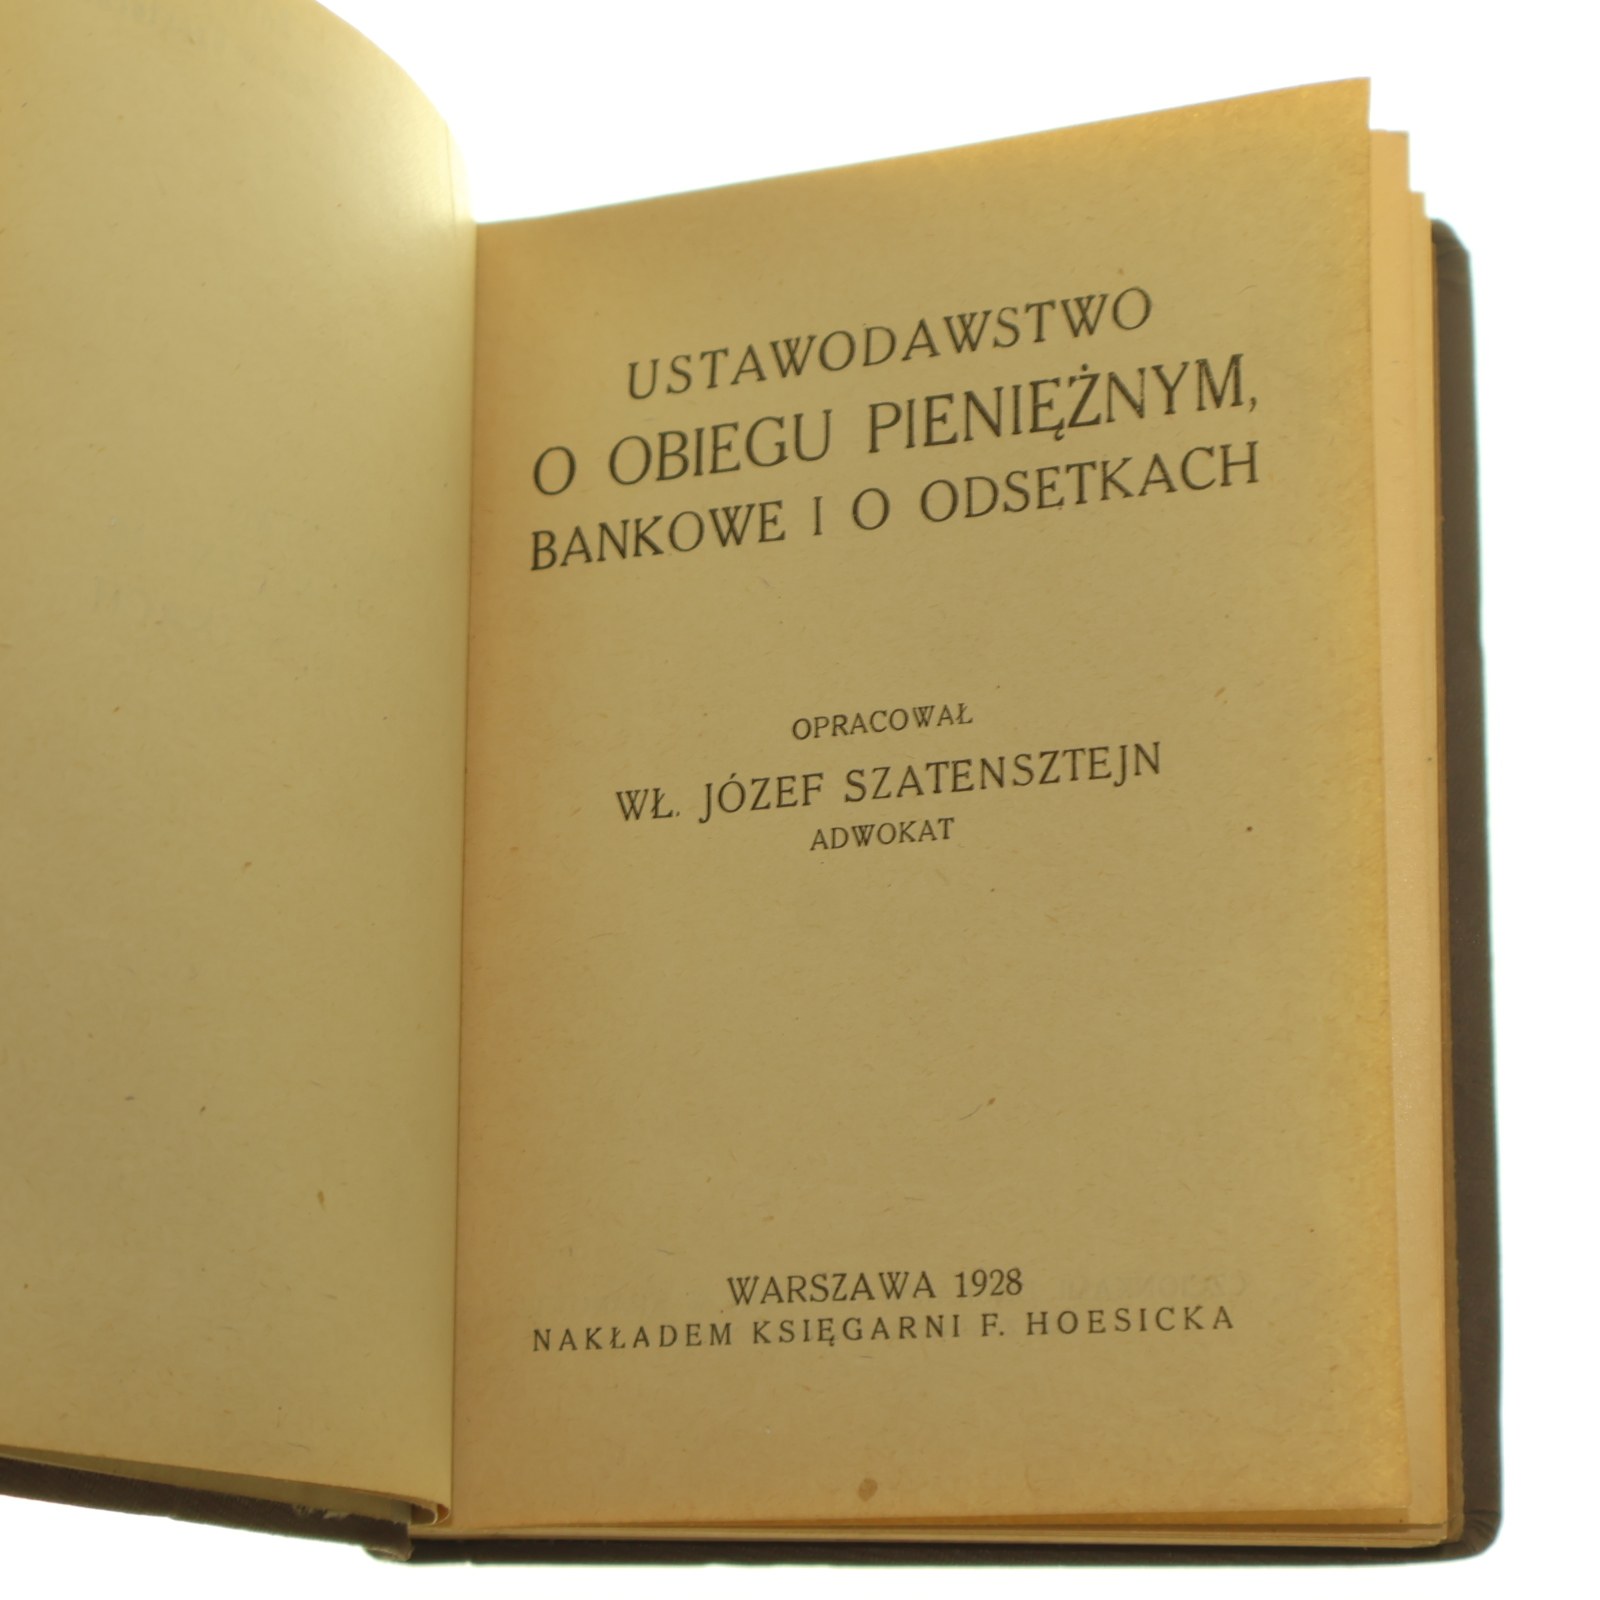 USTAWODAWSTWO
O OBIEGU PIENIĘŻNYM,
BANKOWE I O ODSETKACH
OPRACOWAŁ
WŁ. JÓZEF SZATENSZTEJN
ADWOKAT
WARSZAWA 1928
NAKŁADEM KSIĘGARNI F. HOESICKA